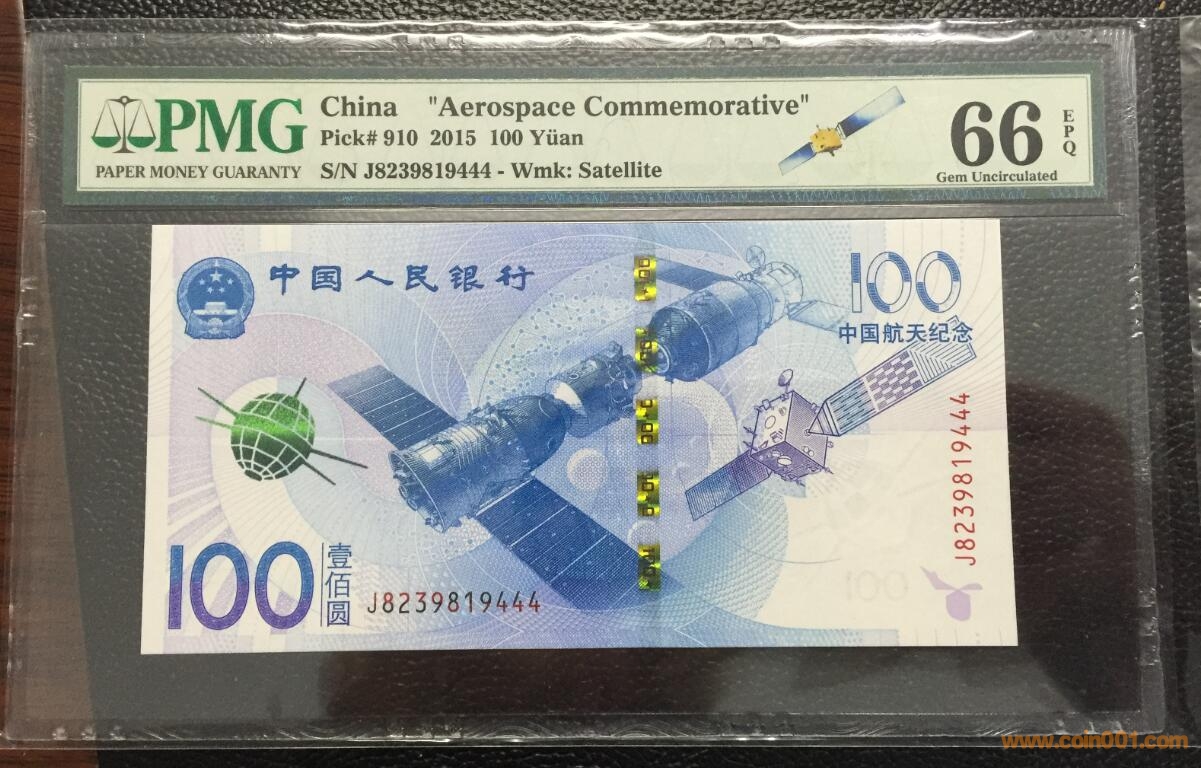 PMG
PAPER MONEY GUARANTY
China "Aerospace Commemorative"
Pick# 910 2015 100 Yüan
S/N J8239819444 - Wmk: Satellite
66
EPQ
Gem Uncirculated
中国人民银行
100
中国航天纪念
J8239819444
100
壹佰圆
J8239819444
100
www.coin001.com